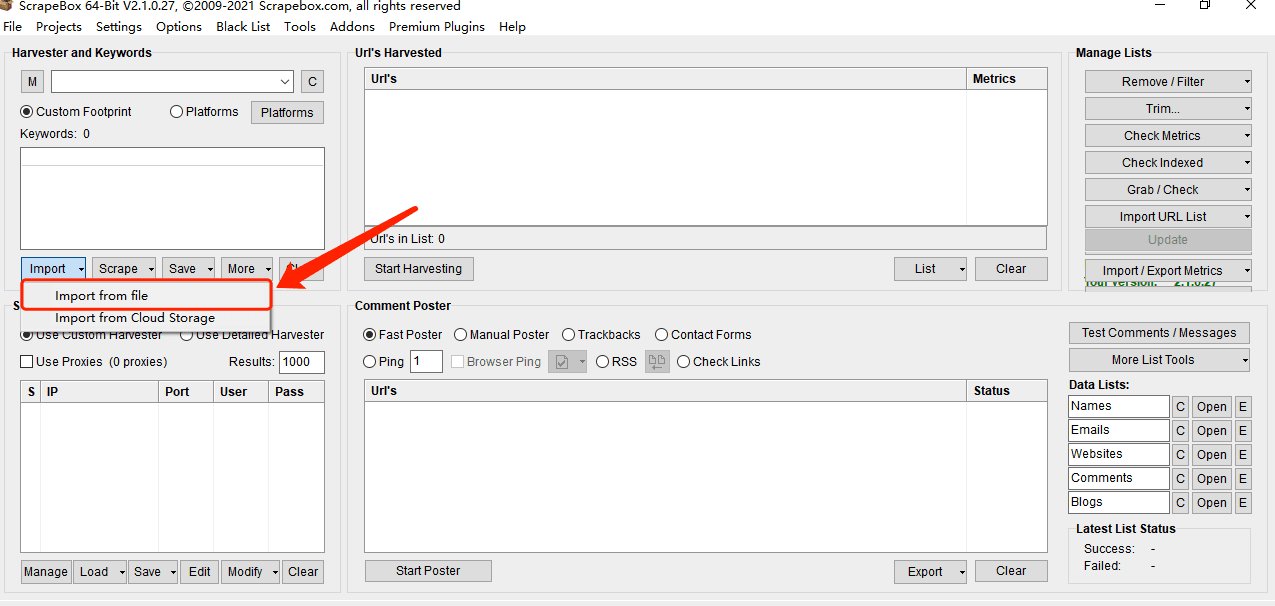 ScrapeBox 64-Bit V2.1.0.27, ©2009-2021 Scrapebox.com, all rights reserved
File Projects Settings Options Black List Tools Addons Premium Plugins Help
Harvester and Keywords
M
C
Custom Footprint
Platforms
Platforms
Keywords: 0
Import
Scrape
Save
More
Import from file
Import from Cloud Storage
Url's Harvested
Url's
Metrics
Url's in List: 0
Start Harvesting
List
Clear
Manage Lists
Remove / Filter
Trim...
Check Metrics
Check Indexed
Grab / Check
Import URL List
Update
Import / Export Metrics
Your version: 2.1.0.27
S
Use Custom Harvester
Use Detailed Harvester
Use Proxies (0 proxies)
Results: 1000
S IP Port User Pass
Manage
Load
Save
Edit
Modify
Clear
Comment Poster
Fast Poster
Manual Poster
Trackbacks
Contact Forms
Ping 1
Browser Ping
RSS
Check Links
Url's
Status
Start Poster
Export
Clear
Test Comments / Messages
More List Tools
Data Lists:
Names C Open E
Emails C Open E
Websites C Open E
Comments C Open E
Blogs C Open E
Latest List Status
Success: -
Failed: -